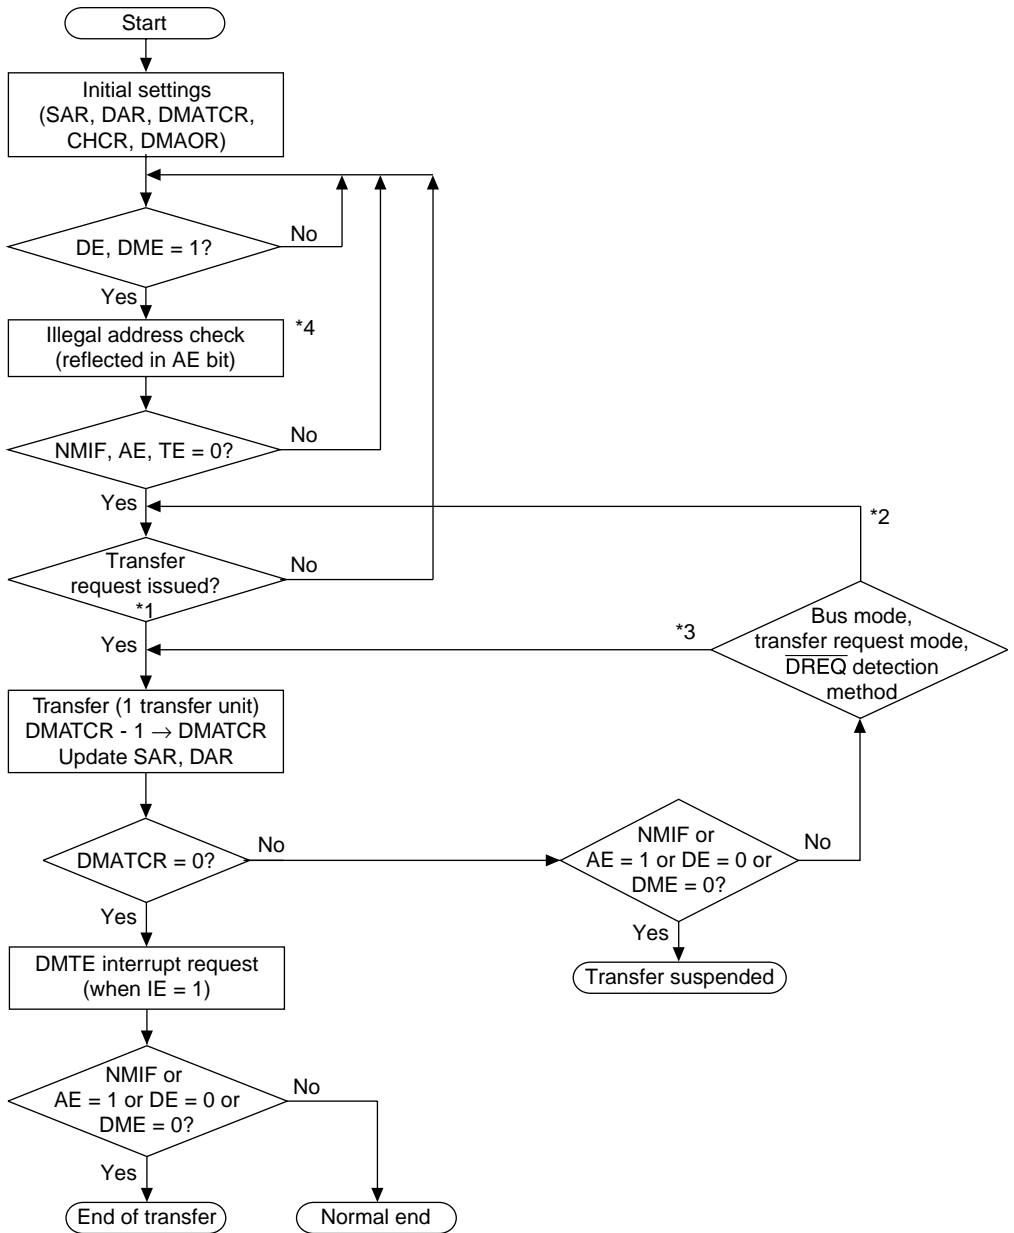 Start
Initial settings
(SAR, DAR, DMATCR,
CHCR, DMAOR)
DE, DME = 1?
No
Yes
Illegal address check
(reflected in AE bit)
*4
NMIF, AE, TE = 0?
No
Yes
*2
Transfer
request issued?
*1
No
Yes
*3
Bus mode,
transfer request mode,
DREQ detection
method
Transfer (1 transfer unit)
DMATCR - 1 → DMATCR
Update SAR, DAR
DMATCR = 0?
No
Yes
NMIF or
AE = 1 or DE = 0 or
DME = 0?
No
Yes
Transfer suspended
DMTE interrupt request
(when IE = 1)
NMIF or
AE = 1 or DE = 0 or
DME = 0?
No
Yes
End of transfer
Normal end